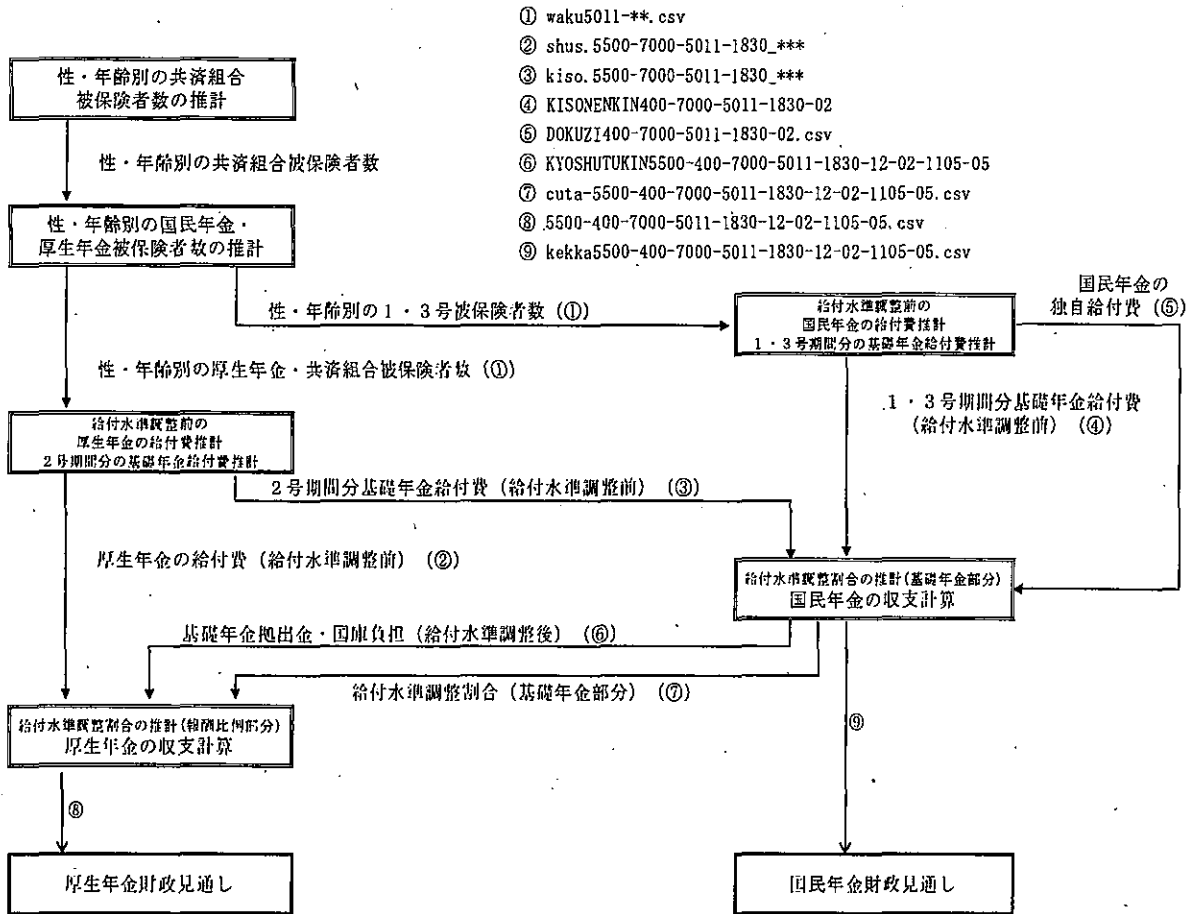 ① waku5011-**.csv
② shus.5500-7000-5011-1830_***
③ kiso.5500-7000-5011-1830_***
④ KISONENKIN400-7000-5011-1830-02
⑤ DOKUZI400-7000-5011-1830-02.csv
⑥ KYOSHUTUKIN5500-400-7000-5011-1830-12-02-1105-05
⑦ cuta-5500-400-7000-5011-1830-12-02-1105-05.csv
⑧ 5500-400-7000-5011-1830-12-02-1105-05.csv
⑨ kekka5500-400-7000-5011-1830-12-02-1105-05.csv
性・年齢別の共済組合
被保険者数の推計
性・年齢別の共済組合被保険者数
性・年齢別の国民年金・
厚生年金被保険者数の推計
性・年齢別の1・3号被保険者数 (①)
給付水準調整前の
国民年金の給付費推計
1・3号期間分の基礎年金給付費推計
国民年金の
独自給付費 (⑤)
性・年齢別の厚生年金・共済組合被保険者数 (①)
1・3号期間分基礎年金給付費
(給付水準調整前) (④)
給付水準調整前の
厚生年金の給付費推計
2号期間分の基礎年金給付費推計
2号期間分基礎年金給付費 (給付水準調整前) (③)
厚生年金の給付費 (給付水準調整前) (②)
給付水準調整割合の推計(基礎年金部分)
国民年金の収支計算
基礎年金拠出金・国庫負担 (給付水準調整後) (⑥)
給付水準調整割合 (基礎年金部分) (⑦)
給付水準調整割合の推計(報酬比例部分)
厚生年金の収支計算
⑨
⑧
厚生年金財政見通し
国民年金財政見通し